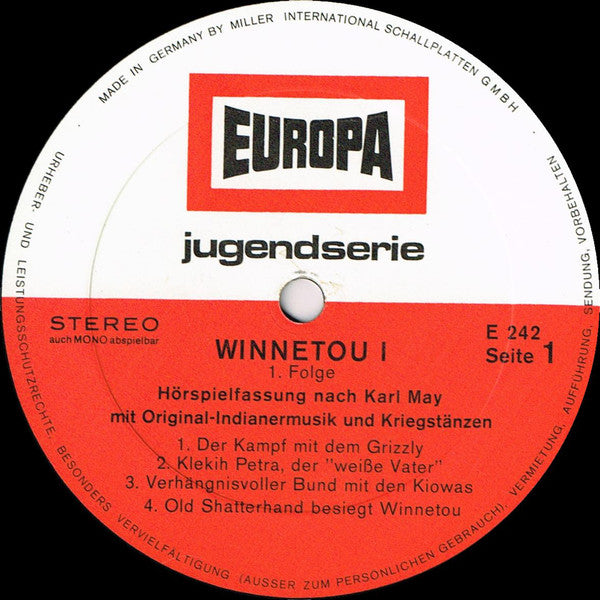 MADE IN GERMANY BY MILLER INTERNATIONAL SCHALLPLATTEN GMBH
EUROPA
jugendserie
STEREO
auch MONO abspielbar
WINNETOU I
1. Folge
E 242
Seite 1
Hörspielfassung nach Karl May
mit Original-Indianermusik und Kriegstänzen
1. Der Kampf mit dem Grizzly
2. Klekih Petra, der "weiße Vater"
3. Verhängnisvoller Bund mit den Kiowas
4. Old Shatterhand besiegt Winnetou
URHEBER- UND LEISTUNGSSCHUTZRECHTE, BESONDERS VERVIELFÄLTIGUNG (AUSSER ZUM PERSÖNLICHEN GEBRAUCH), VERMIETUNG, AUFFÜHRUNG, SENDUNG, VORBEHALTEN